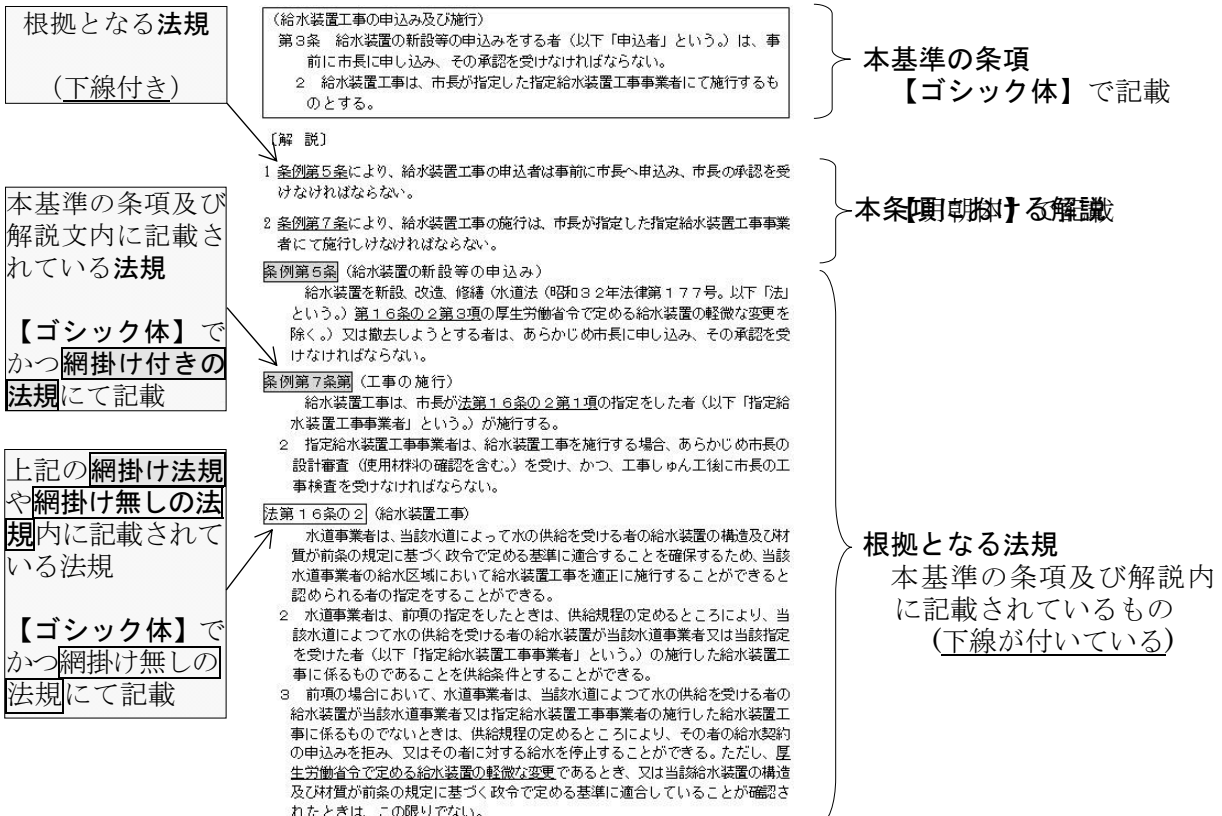 根拠となる法規
(下線付き)
本基準の条項及び
解説文内に記載さ
れている法規
【ゴシック体】で
かつ網掛け付きの
法規にて記載
上記の網掛け法規
や網掛け無しの法
規内に記載されて
いる法規
【ゴシック体】で
かつ網掛け無しの
法規にて記載
（給水装置工事の申込み及び施行）
第３条　給水装置の新設等の申込みをする者（以下「申込者」という。）は、事
前に市長に申し込み、その承認を受けなければならない。
２　給水装置工事は、市長が指定した指定給水装置工事事業者にて施行するも
のとする。
〔解　説〕
1 条例第５条により、給水装置工事の申込者は事前に市長へ申込み、市長の承認を受
けなければならない。
2 条例第７条により、給水装置工事の施行は、市長が指定した指定給水装置工事事業
者にて施行しけなければならない。
条例第５条（給水装置の新設等の申込み）
給水装置を新設、改造、修繕（水道法（昭和３２年法律第１７７号。以下「法」
という。）第１６条の２第３項の厚生労働省令で定める給水装置の軽微な変更を
除く。）又は撤去しようとする者は、あらかじめ市長に申し込み、その承認を受
けなければならない。
条例第７条第（工事の施行）
給水装置工事は、市長が法第１６条の２第１項の指定をした者（以下「指定給
水装置工事事業者」という。）が施行する。
２　指定給水装置工事事業者は、給水装置工事を施行する場合、あらかじめ市長の
設計審査（使用材料の確認を含む。）を受け、かつ、工事しゅん工後に市長の工
事検査を受けなければならない。
法第１６条の２（給水装置工事）
水道事業者は、当該水道によって水の供給を受ける者の給水装置の構造及び材
質が前条の規定に基づく政令で定める基準に適合することを確保するため、当該
水道事業者の給水区域において給水装置工事を適正に施行することができると
認められる者の指定をすることができる。
２　水道事業者は、前項の指定をしたときは、供給規程の定めるところにより、当
該水道によつて水の供給を受ける者の給水装置が当該水道事業者又は当該指定
を受けた者（以下「指定給水装置工事事業者」という。）の施行した給水装置工
事に係るものであることを供給条件とすることができる。
３　前項の場合において、水道事業者は、当該水道によつて水の供給を受ける者の
給水装置が当該水道事業者又は指定給水装置工事事業者の施行した給水装置工
事に係るものでないときは、供給規程の定めるところにより、その者の給水契約
の申込みを拒み、又はその者に対する給水を停止することができる。ただし、厚
生労働省令で定める給水装置の軽微な変更であるとき、又は当該給水装置の構造
及び材質が前条の規定に基づく政令で定める基準に適合していることが確認さ
れたときは、この限りでない。
本基準の条項
【ゴシック体】で記載
本条項における解説
【明朝体】で記載
根拠となる法規
本基準の条項及び解説内
に記載されているもの
(下線が付いている)